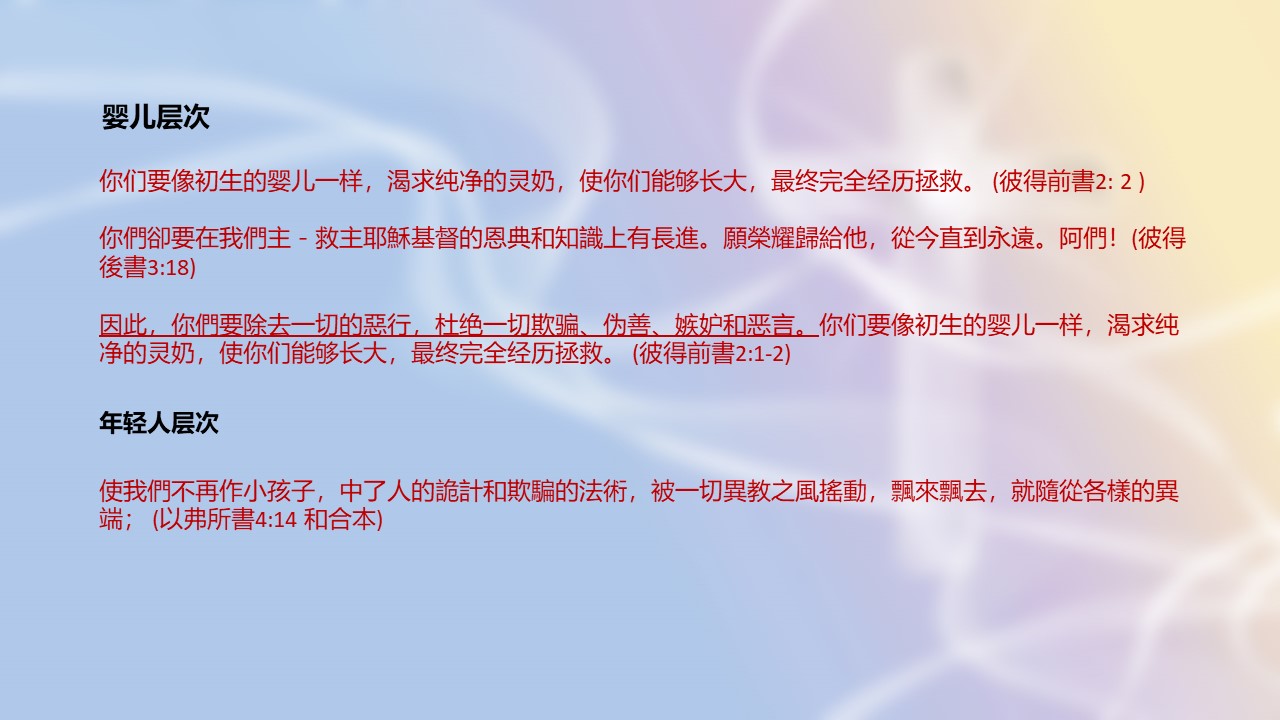 婴儿层次
你们要像初生的婴儿一样，渴求纯净的灵奶，使你们能够长大，最终完全经历拯救。 (彼得前書2: 2 )
你們卻要在我們主－救主耶穌基督的恩典和知識上有長進。願榮耀歸給他，從今直到永遠。阿們！(彼得
後書3:18)
因此，你們要除去一切的惡行，杜绝一切欺骗、伪善、嫉妒和恶言。你们要像初生的婴儿一样，渴求纯
净的灵奶，使你们能够长大，最终完全经历拯救。 (彼得前書2:1-2)
年轻人层次
使我們不再作小孩子，中了人的詭計和欺騙的法術，被一切異教之風搖動，飄來飄去，就隨從各樣的異
端； (以弗所書4:14 和合本)